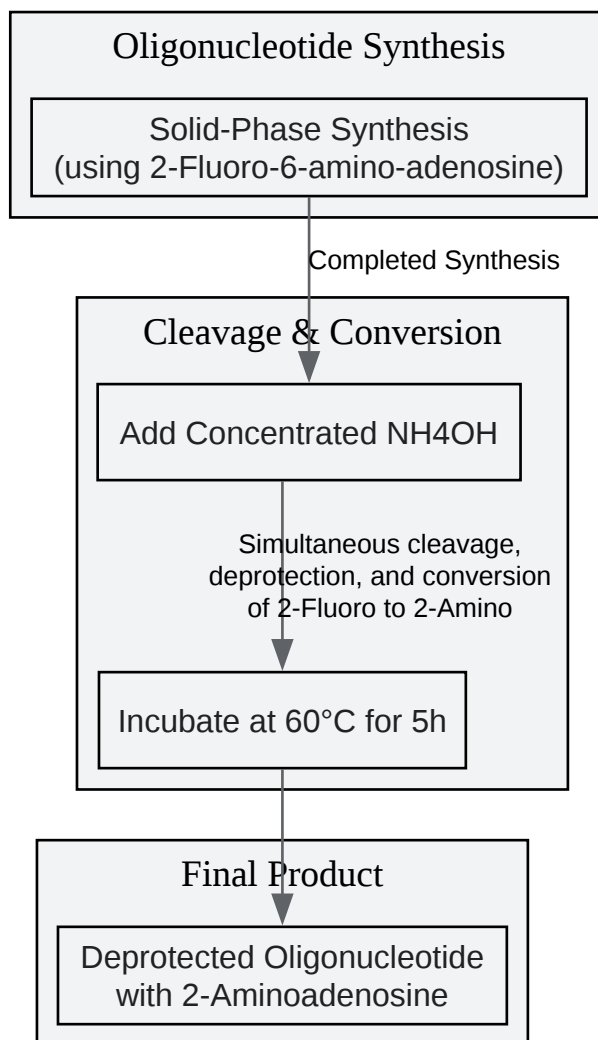 Oligonucleotide Synthesis
Solid-Phase Synthesis
(using 2-Fluoro-6-amino-adenosine)
Completed Synthesis
Cleavage & Conversion
Add Concentrated NH4OH
Simultaneous cleavage,
deprotection, and conversion
of 2-Fluoro to 2-Amino
Incubate at 60°C for 5h
Final Product
Deprotected Oligonucleotide
with 2-Aminoadenosine